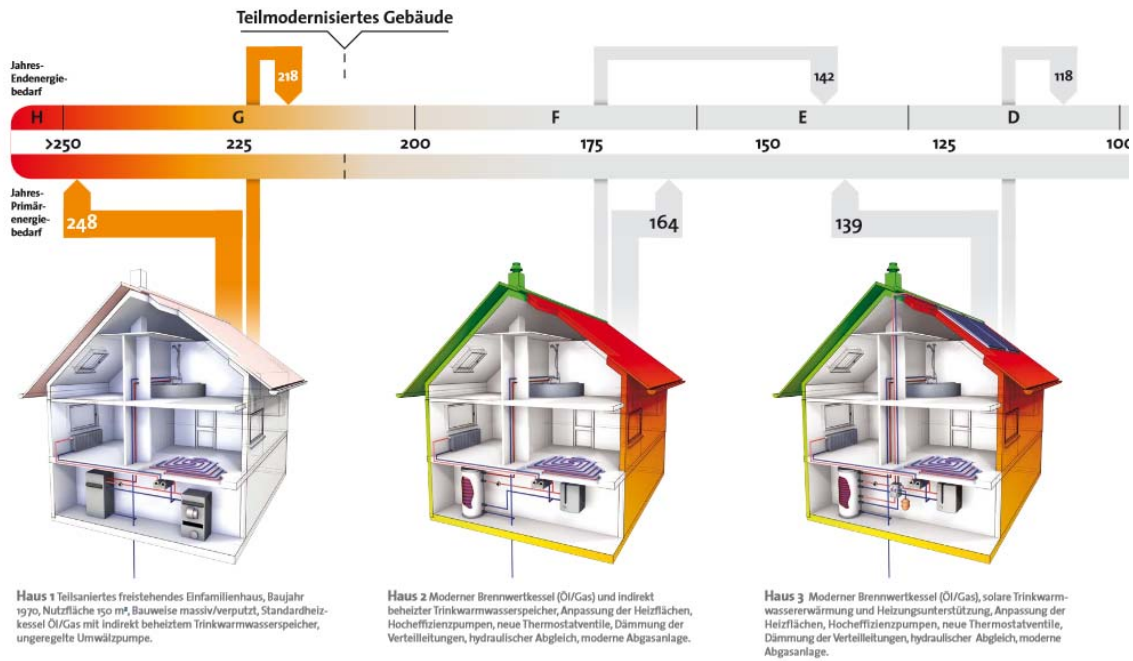 Teilmodernisiertes Gebäude
Jahres-
Endenergie-
bedarf
218
142
118
H G F E D
>250 225 200 175 150 125 100
Jahres-
Primär-
energie-
bedarf
248
164
139
Haus 1 Teilsaniertes freistehendes Einfamilienhaus, Baujahr
1970, Nutzfläche 150 m², Bauweise massiv/verputzt, Standardheiz-
kessel Öl/Gas mit indirekt beheiztem Trinkwarmwasserspeicher,
ungeregelte Umwälzpumpe.
Haus 2 Moderner Brennwertkessel (Öl/Gas) und indirekt
beheizter Trinkwarmwasserspeicher, Anpassung der Heizflächen,
Hocheffizienzpumpen, neue Thermostatventile, Dämmung der
Verteilleitungen, hydraulischer Abgleich, moderne Abgasanlage.
Haus 3 Moderner Brennwertkessel (Öl/Gas), solare Trinkwarm-
wassererwärmung und Heizungsunterstützung, Anpassung der
Heizflächen, Hocheffizienzpumpen, neue Thermostatventile,
Dämmung der Verteilleitungen, hydraulischer Abgleich, moderne
Abgasanlage.